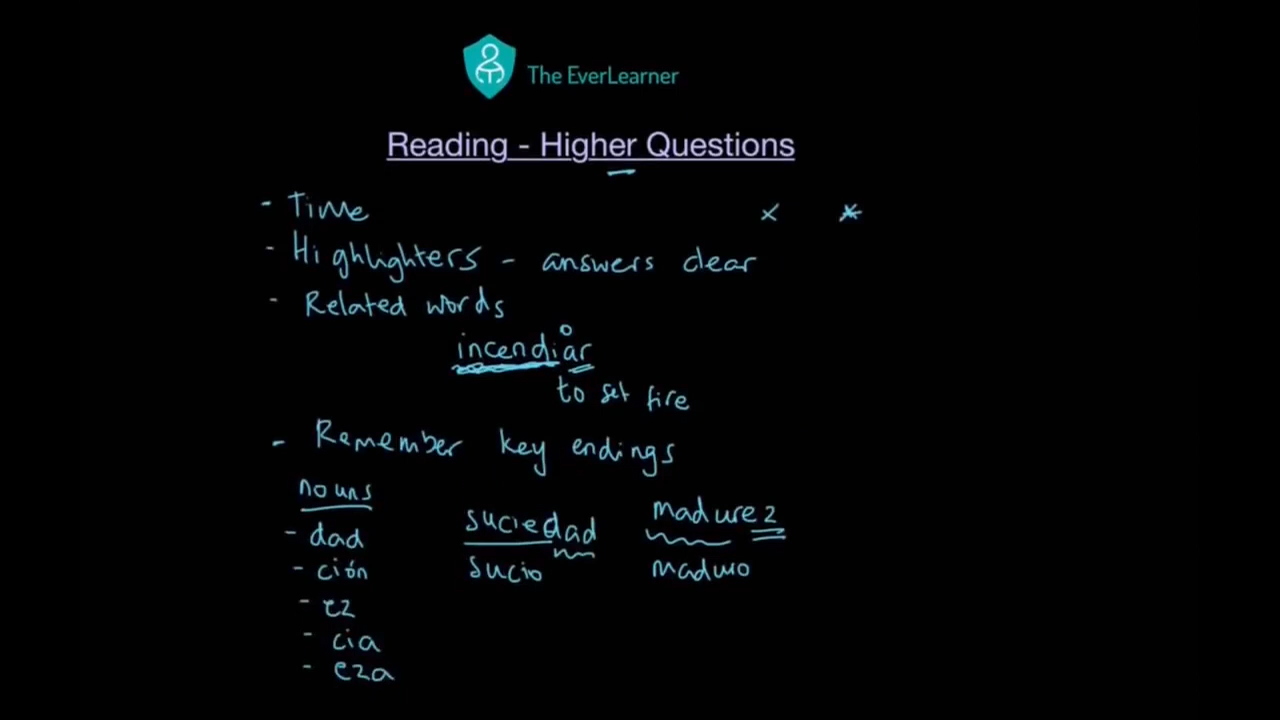 The EverLearner
Reading - Higher Questions
- Time × *
- Highlighters - answers clear
- Related words
o
incendiar
to set fire
- Remember key endings
nouns
- dad suciedad madurez
- ción sucio maduro
- ez
- cia
- eza